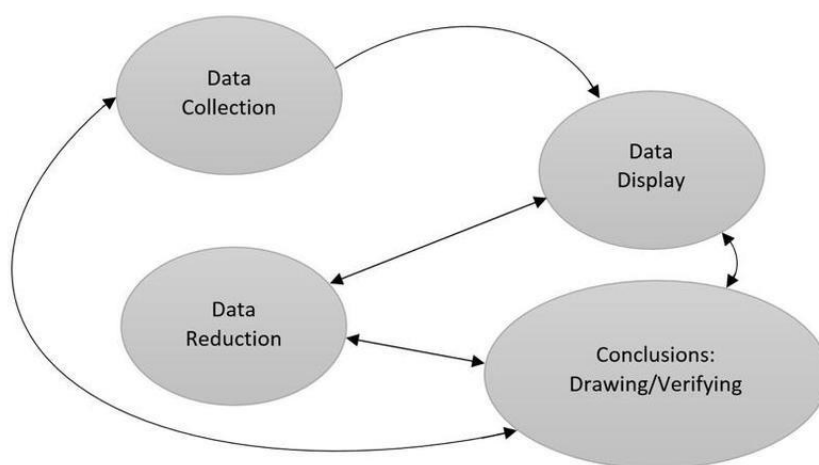 Data
Collection
Data
Display
Data
Reduction
Conclusions:
Drawing/Verifying